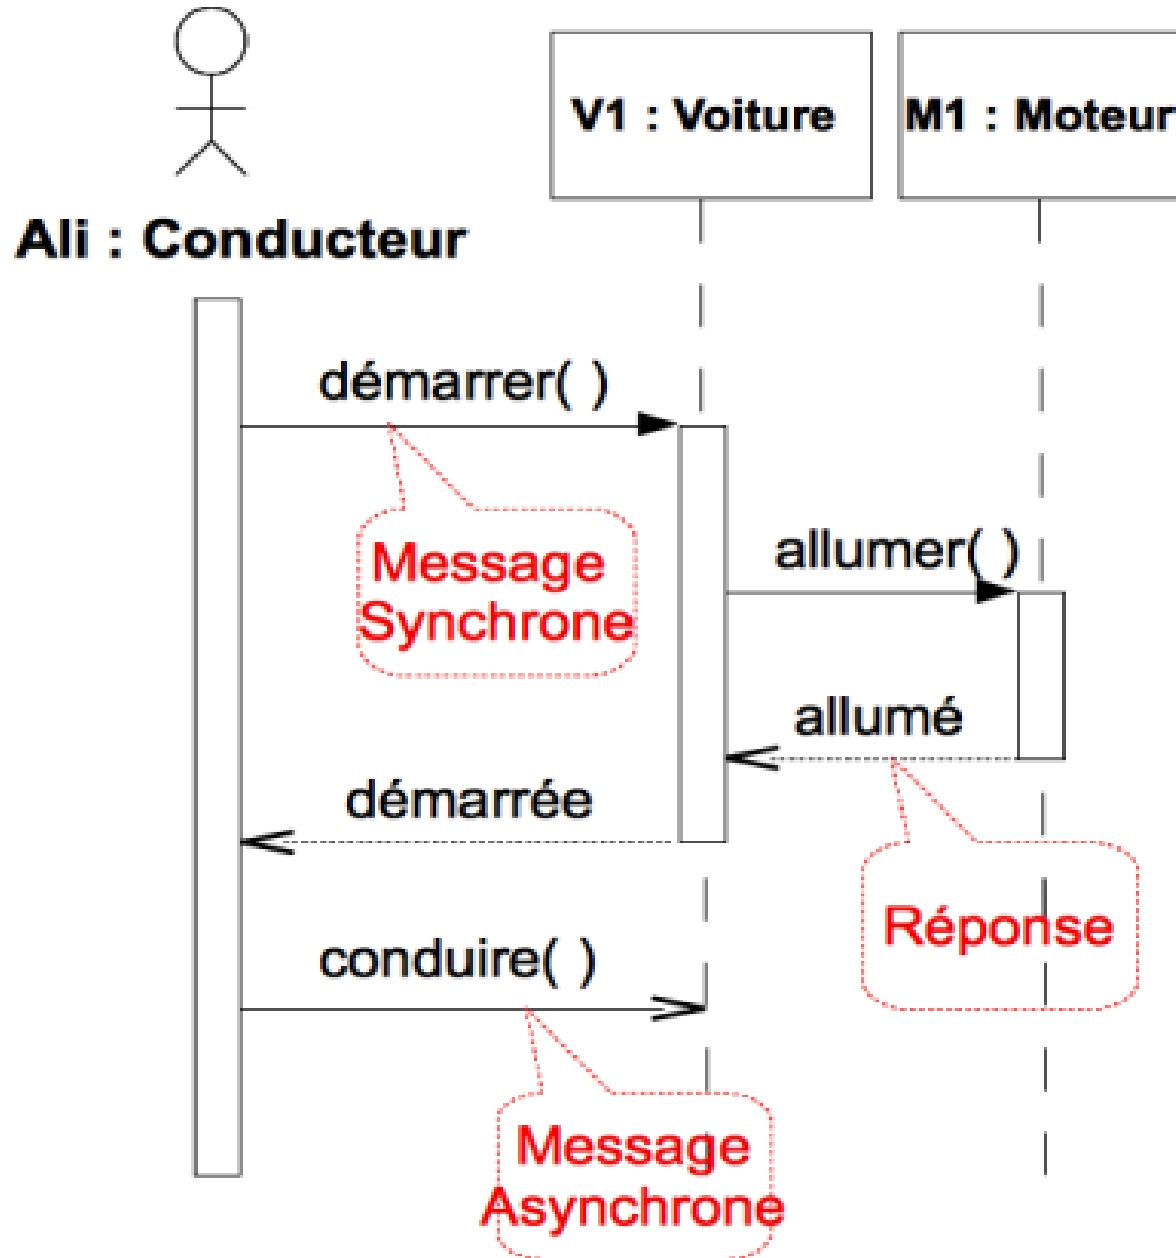 V1 : Voiture
M1 : Moteur
Ali : Conducteur
démarrer( )
Message
Synchrone
allumer( )
allumé
démarrée
Réponse
conduire( )
Message
Asynchrone